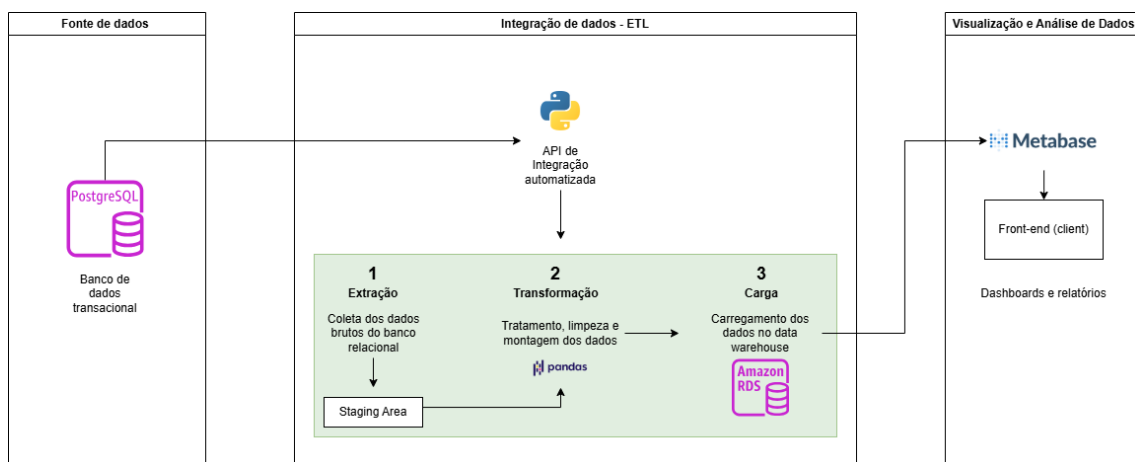 Fonte de dados
PostgreSQL
Banco de
dados
transacional
Integração de dados - ETL
API de
Integração
automatizada
1
Extração
Coleta dos dados
brutos do banco
relacional
Staging Area
2
Transformação
Tratamento, limpeza e
montagem dos dados
pandas
3
Carga
Carregamento dos
dados no data
warehouse
Amazon
RDS
Visualização e Análise de Dados
Metabase
Front-end (client)
Dashboards e relatórios